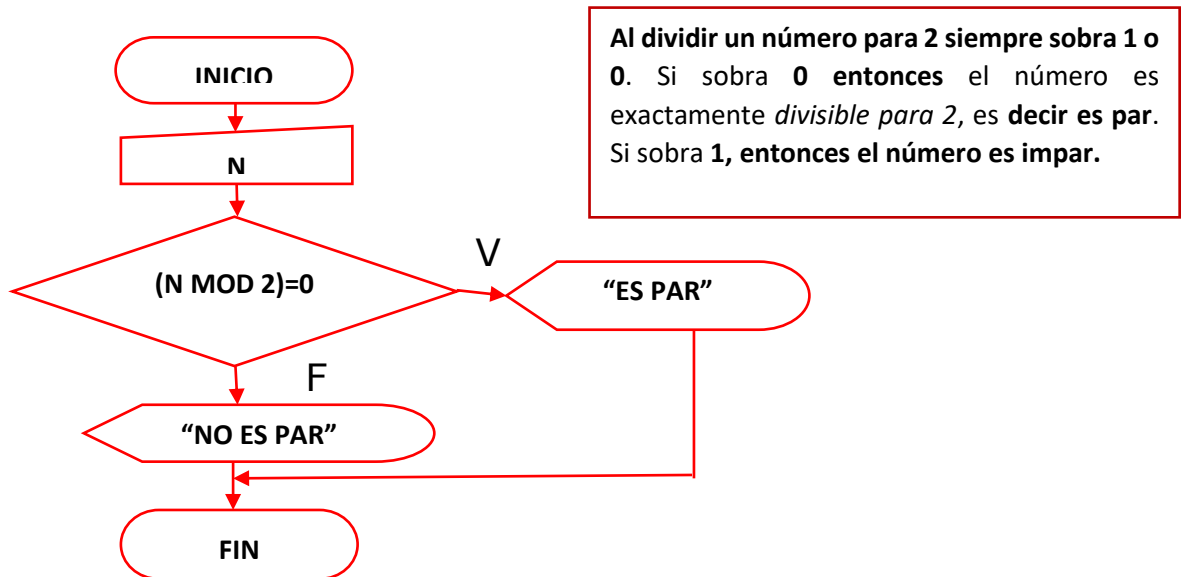 INICIO
Al dividir un número para 2 siempre sobra 1 o
0. Si sobra 0 entonces el número es
exactamente divisible para 2, es decir es par.
Si sobra 1, entonces el número es impar.
N
(N MOD 2)=0
V
“ES PAR”
F
“NO ES PAR”
FIN